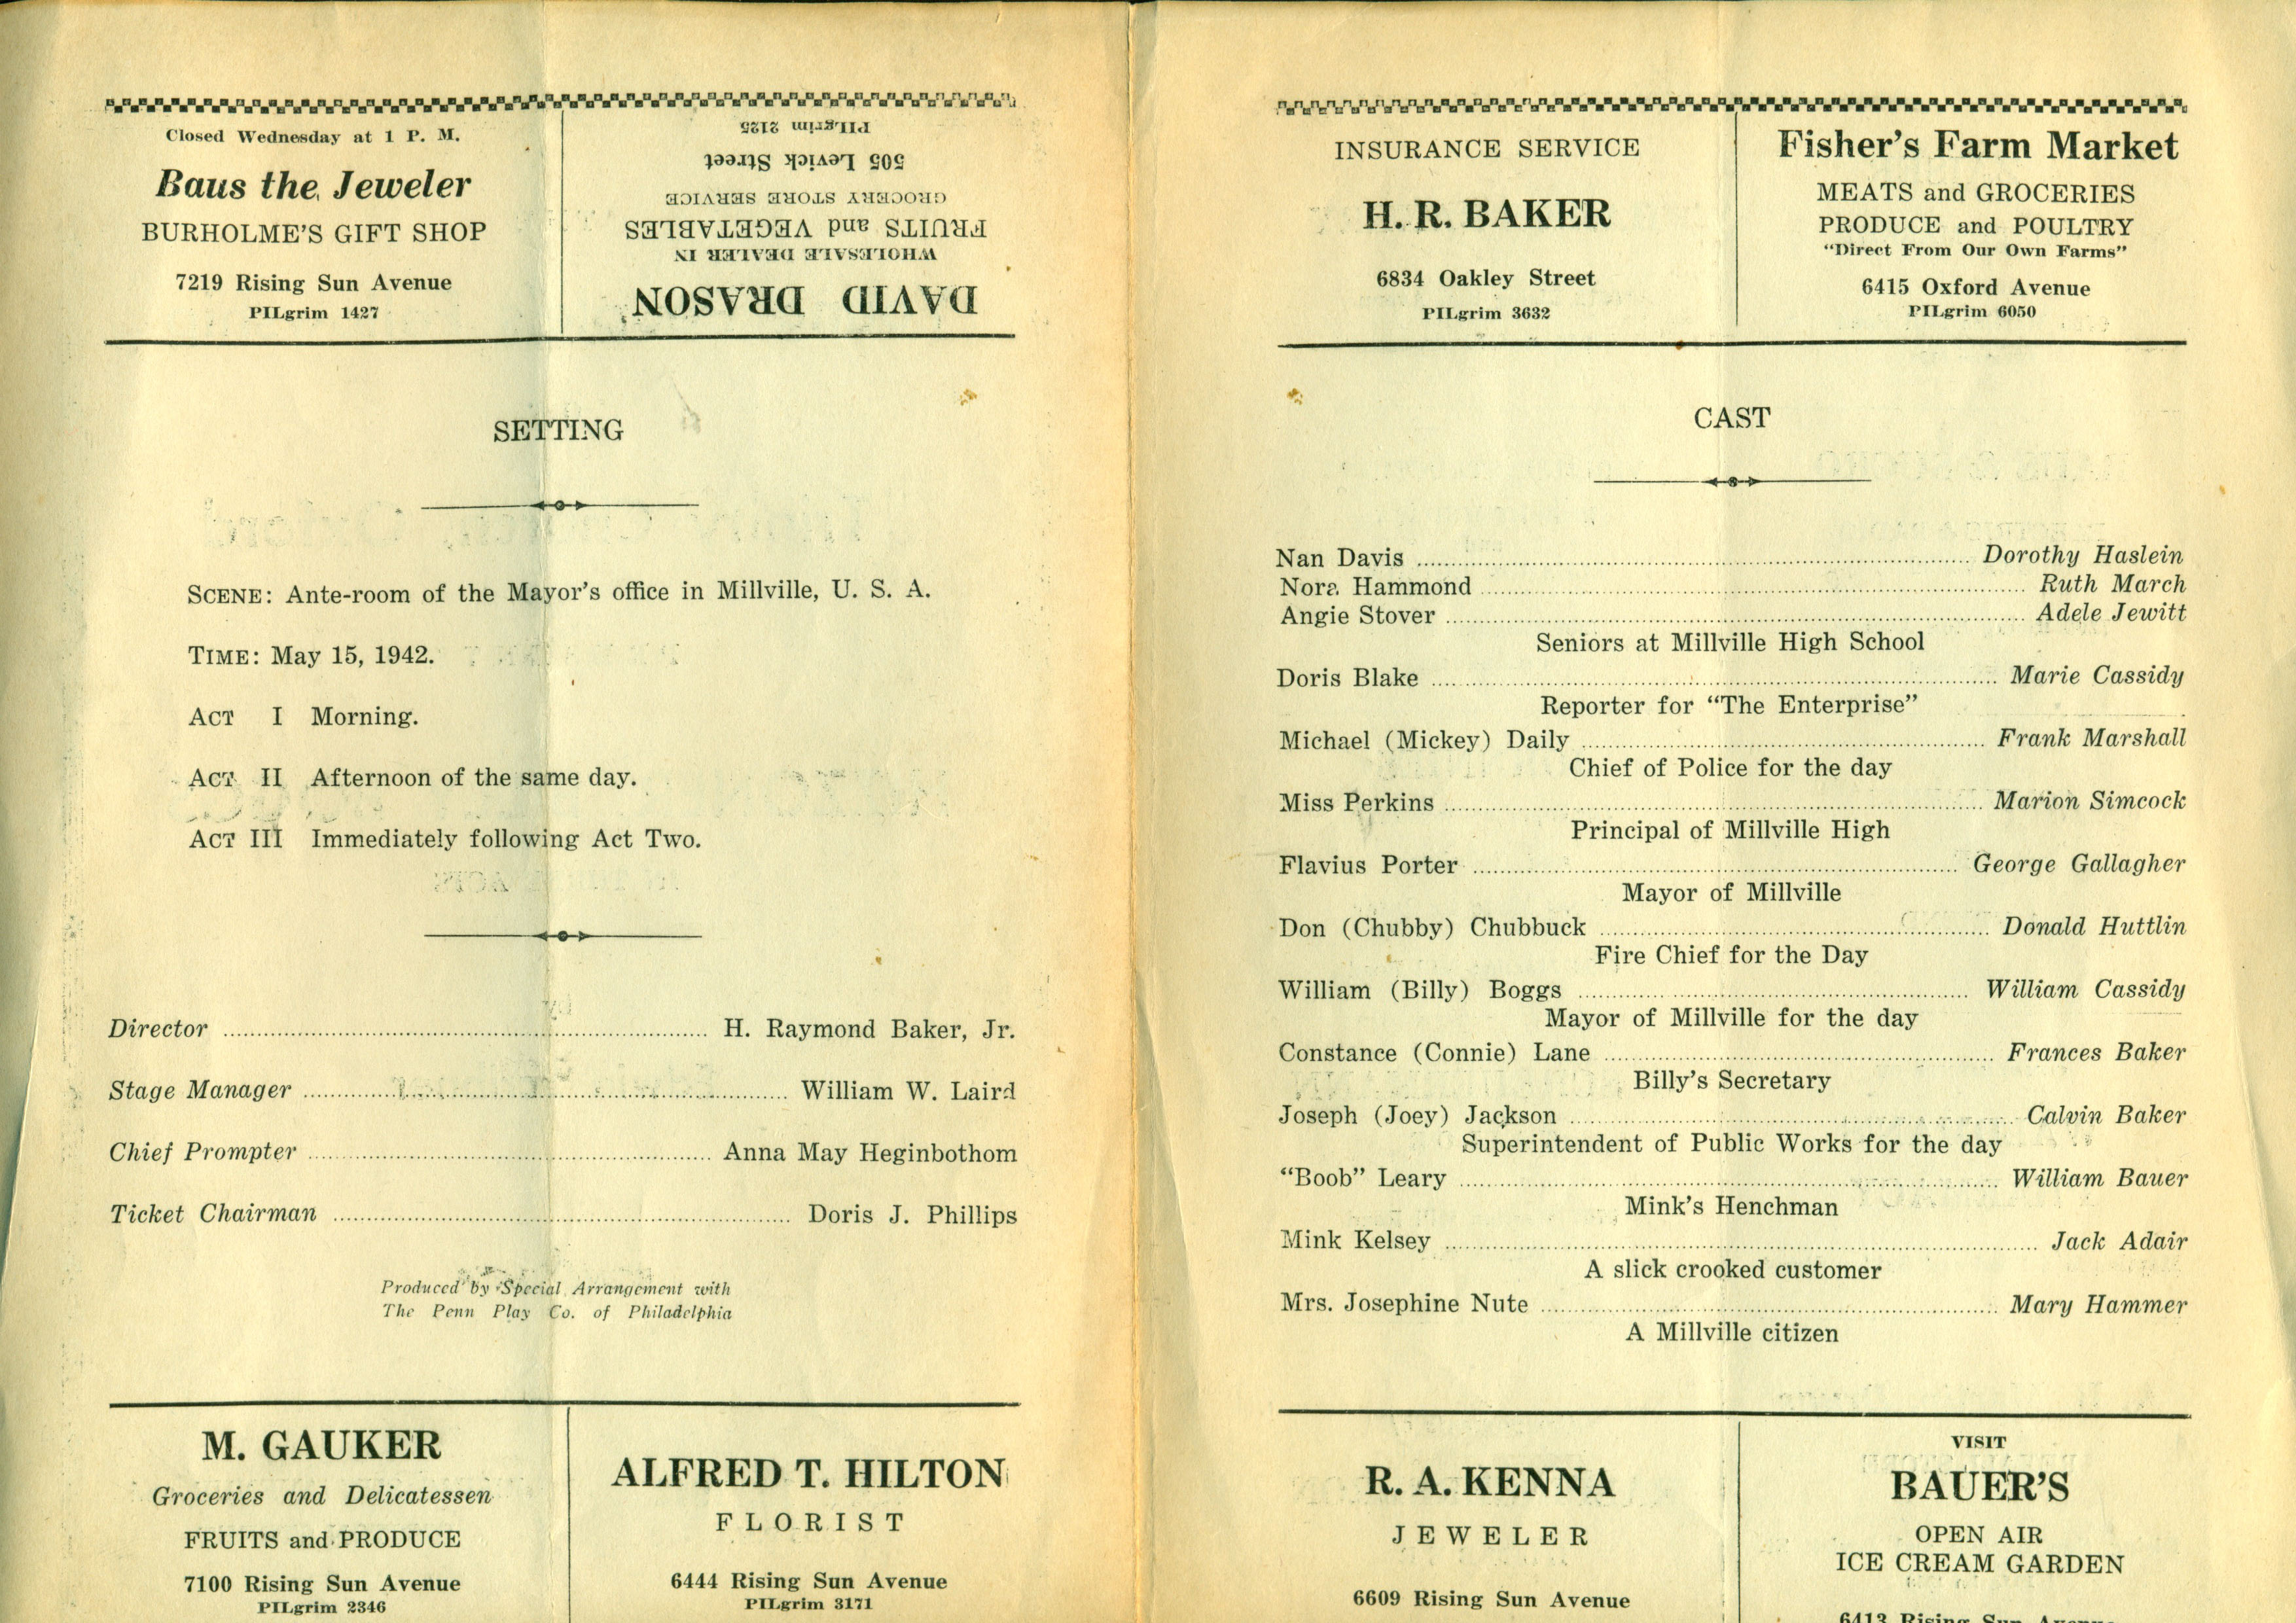 Closed Wednesday at 1 P. M.
Baus the Jeweler
BURHOLME'S GIFT SHOP
7219 Rising Sun Avenue
PILgrim 1427
DAVID DRASON
WHOLESALE DEALER IN
FRUITS and VEGETABLES
GROCERY STORE SERVICE
505 Levick Street
PILgrim 2125
SETTING
SCENE: Ante-room of the Mayor's office in Millville, U. S. A.
TIME: May 15, 1942.
ACT I Morning.
ACT II Afternoon of the same day.
ACT III Immediately following Act Two.
Director ........ H. Raymond Baker, Jr.
Stage Manager ........ William W. Laird
Chief Prompter ........ Anna May Heginbothom
Ticket Chairman ........ Doris J. Phillips
Produced by Special Arrangement with
The Penn Play Co. of Philadelphia
M. GAUKER
Groceries and Delicatessen
FRUITS and PRODUCE
7100 Rising Sun Avenue
PILgrim 2346
ALFRED T. HILTON
FLORIST
6444 Rising Sun Avenue
PILgrim 3171
INSURANCE SERVICE
H. R. BAKER
6834 Oakley Street
PILgrim 3632
Fisher's Farm Market
MEATS and GROCERIES
PRODUCE and POULTRY
"Direct From Our Own Farms"
6415 Oxford Avenue
PILgrim 6050
CAST
Nan Davis ........ Dorothy Haslein
Nora Hammond ........ Ruth March
Angie Stover ........ Adele Jewitt
Seniors at Millville High School
Doris Blake ........ Marie Cassidy
Reporter for "The Enterprise"
Michael (Mickey) Daily ........ Frank Marshall
Chief of Police for the day
Miss Perkins ........ Marion Simcock
Principal of Millville High
Flavius Porter ........ George Gallagher
Mayor of Millville
Don (Chubby) Chubbuck ........ Donald Huttlin
Fire Chief for the Day
William (Billy) Boggs ........ William Cassidy
Mayor of Millville for the day
Constance (Connie) Lane ........ Frances Baker
Billy's Secretary
Joseph (Joey) Jackson ........ Calvin Baker
Superintendent of Public Works for the day
"Boob" Leary ........ William Bauer
Mink's Henchman
Mink Kelsey ........ Jack Adair
A slick crooked customer
Mrs. Josephine Nute ........ Mary Hammer
A Millville citizen
R. A. KENNA
JEWELER
6609 Rising Sun Avenue
VISIT
BAUER'S
OPEN AIR
ICE CREAM GARDEN
6413 Rising Sun Avenue